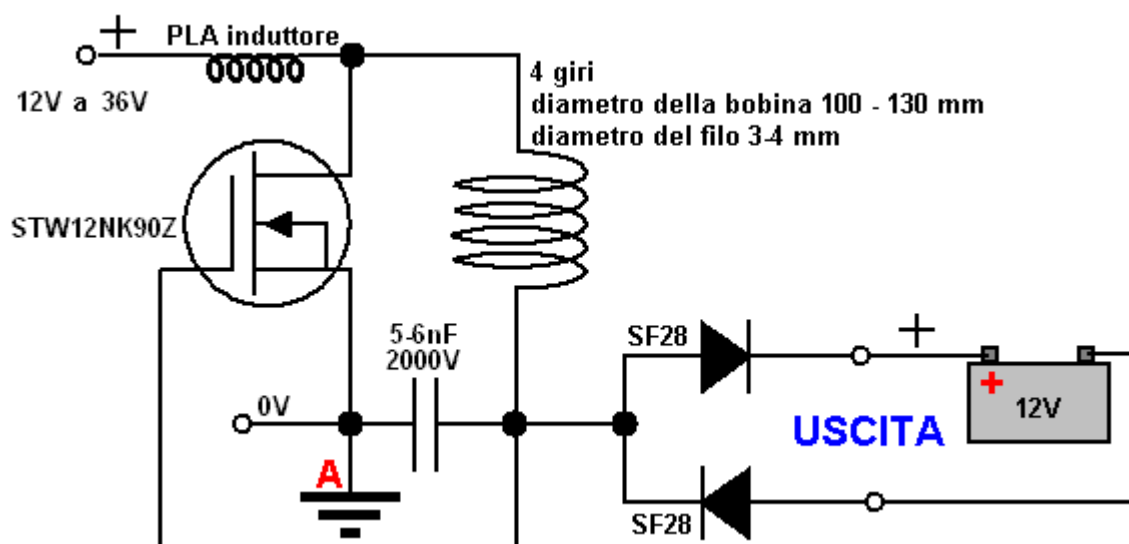 +
PLA induttore
12V a 36V
4 giri
diametro della bobina 100 - 130 mm
diametro del filo 3-4 mm
STW12NK90Z
5-6nF
2000V
SF28
+
0V
+
12V
USCITA
A
SF28